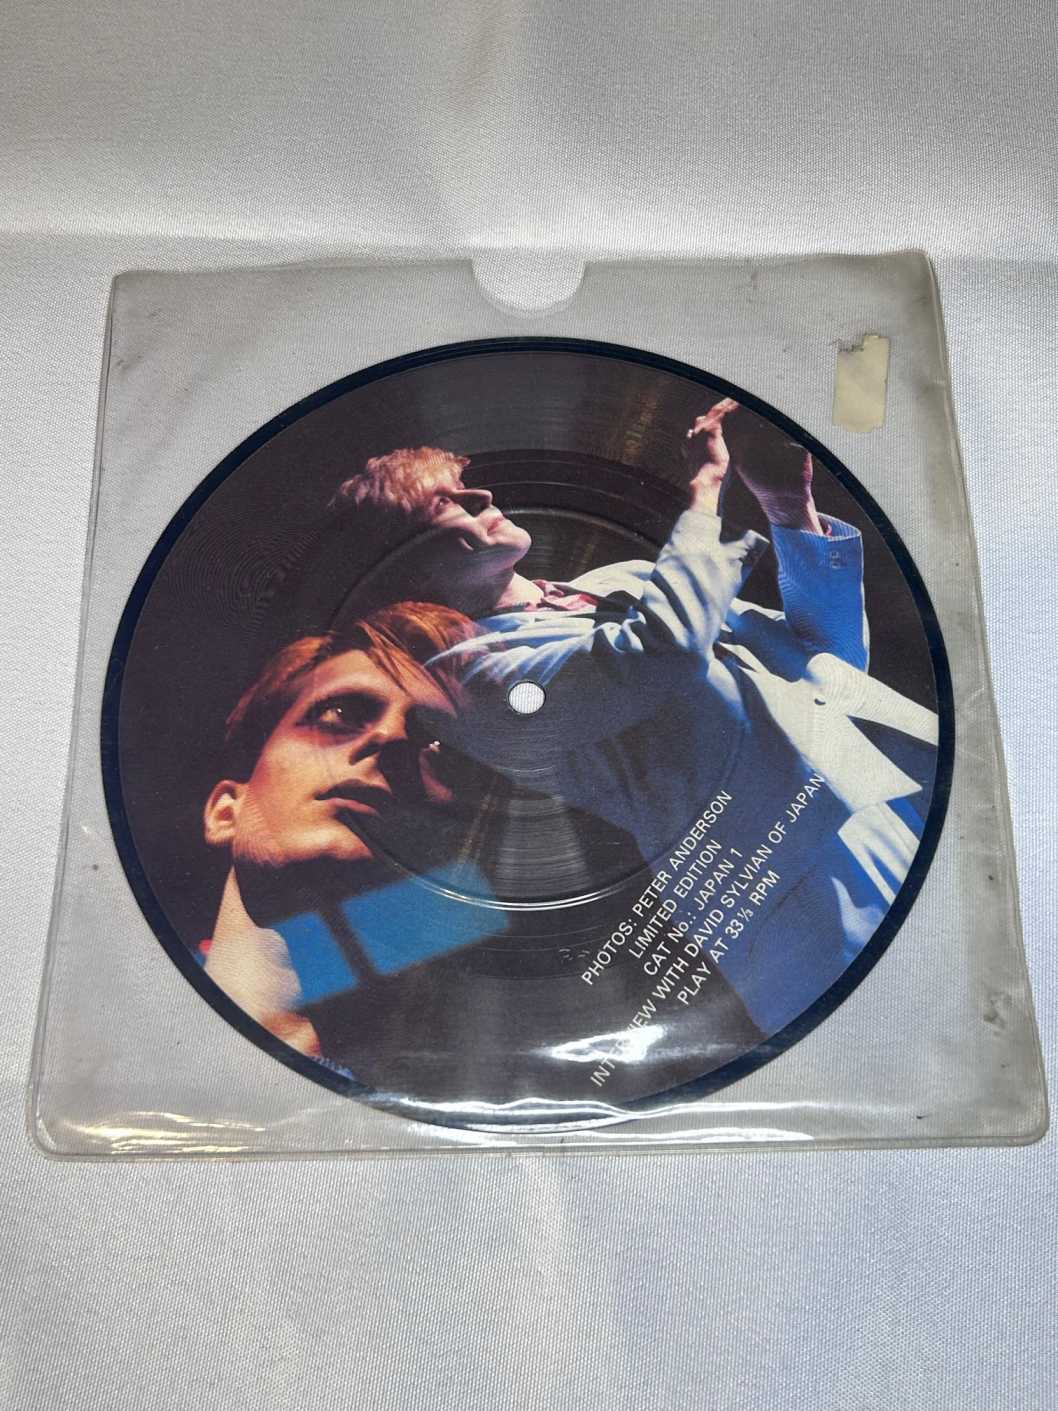 PHOTOS: PETER ANDERSON
LIMITED EDITION
CAT No.: JAPAN 1
INTERVIEW WITH DAVID SYLVIAN OF JAPAN
PLAY AT 33⅓ RPM